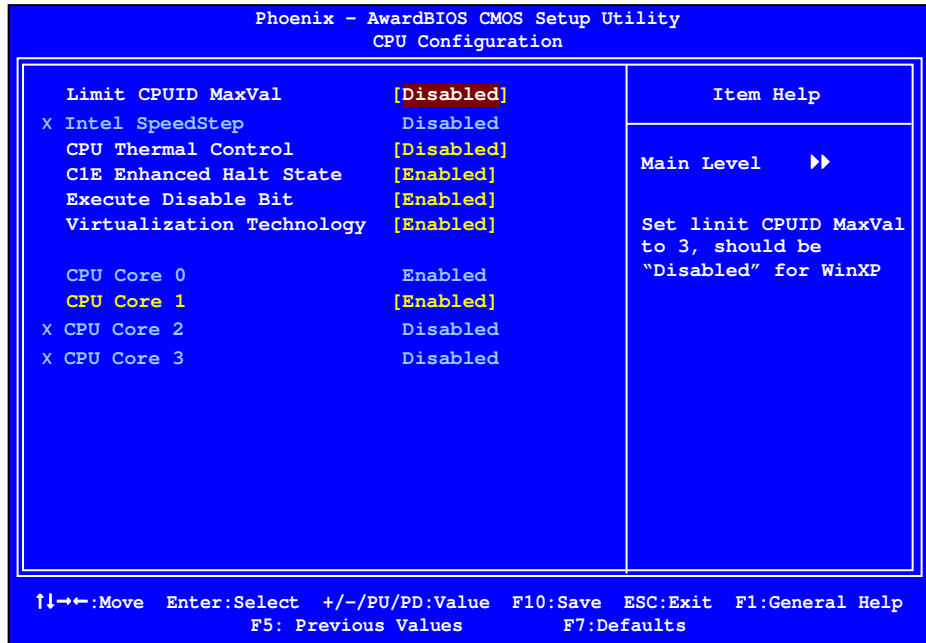 Phoenix – AwardBIOS CMOS Setup Utility
CPU Configuration
Limit CPUID MaxVal [Disabled]
X Intel SpeedStep Disabled
CPU Thermal Control [Disabled]
C1E Enhanced Halt State [Enabled]
Execute Disable Bit [Enabled]
Virtualization Technology [Enabled]
CPU Core 0 Enabled
CPU Core 1 [Enabled]
X CPU Core 2 Disabled
X CPU Core 3 Disabled
Item Help
Main Level ▶▶
Set linit CPUID MaxVal
to 3, should be
“Disabled” for WinXP
↑↓→←:Move Enter:Select +/–/PU/PD:Value F10:Save ESC:Exit F1:General Help
F5: Previous Values F7:Defaults